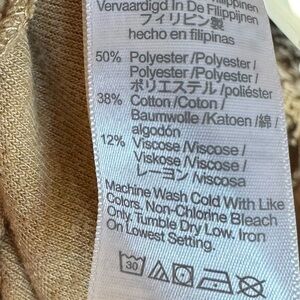 Vervaardigd In De Filippijnen
フィリピン製
hecho en filipinas
50% Polyester /Polyester /
Polyester /Polyester /
ポリエステル /poliéster
38% Cotton /Coton /
Baumwolle /Katoen /綿 /
algodón
12% Viscose /Viscose /
Viskose /Viscose /
レーヨン /viscosa
Machine Wash Cold With Like
Colors. Non-Chlorine Bleach
Only. Tumble Dry Low. Iron
On Lowest Setting.
30